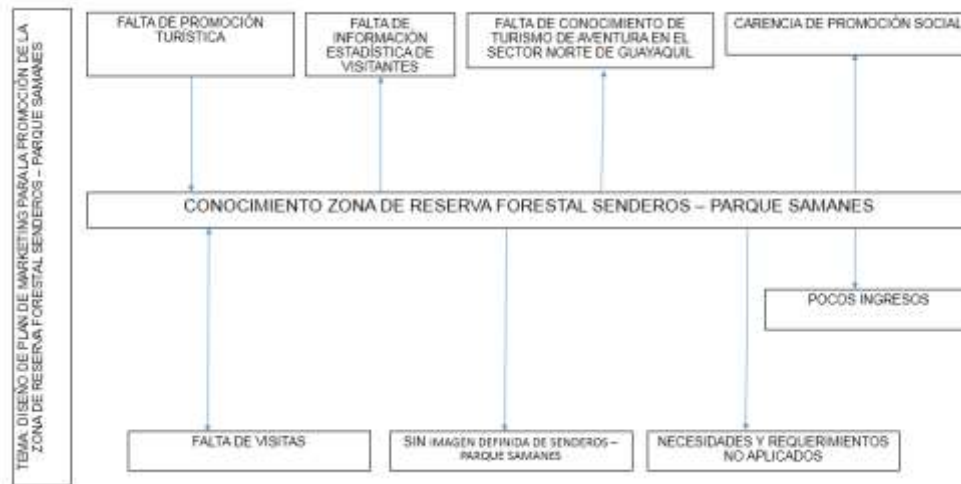 TEMA: DISEÑO DE PLAN DE MARKETING PARA LA PROMOCIÓN DE LA
ZONA DE RESERVA FORESTAL SENDEROS – PARQUE SAMANES
FALTA DE PROMOCIÓN
TURÍSTICA
FALTA DE
INFORMACIÓN
ESTADÍSTICA DE
VISITANTES
FALTA DE CONOCIMIENTO DE
TURISMO DE AVENTURA EN EL
SECTOR NORTE DE GUAYAQUIL
CARENCIA DE PROMOCIÓN SOCIAL
CONOCIMIENTO ZONA DE RESERVA FORESTAL SENDEROS – PARQUE SAMANES
POCOS INGRESOS
FALTA DE VISITAS
SIN IMAGEN DEFINIDA DE SENDEROS –
PARQUE SAMANES
NECESIDADES Y REQUERIMIENTOS
NO APLICADOS